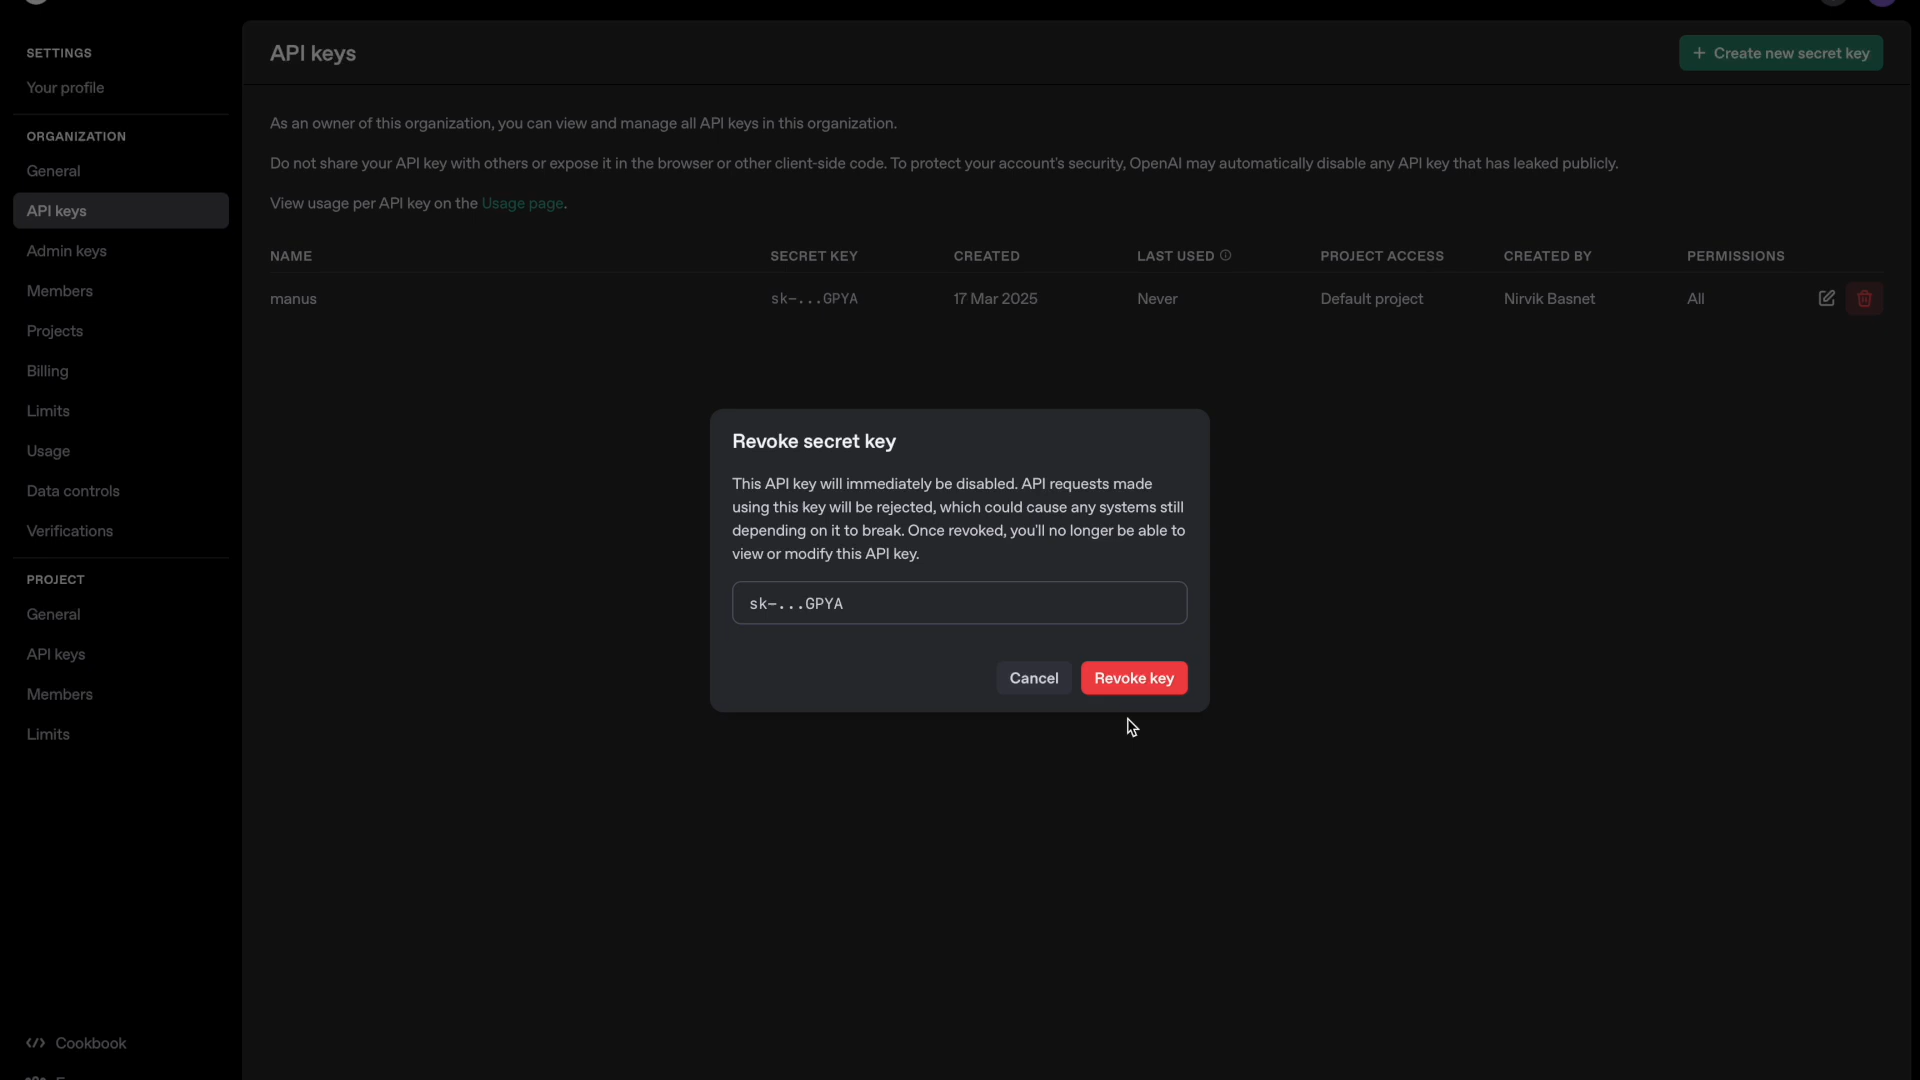 SETTINGS
Your profile
ORGANIZATION
General
API keys
Admin keys
Members
Projects
Billing
Limits
Usage
Data controls
Verifications
PROJECT
General
API keys
Members
Limits
Cookbook
API keys
+ Create new secret key
As an owner of this organization, you can view and manage all API keys in this organization.
Do not share your API key with others or expose it in the browser or other client-side code. To protect your account's security, OpenAI may automatically disable any API key that has leaked publicly.
View usage per API key on the Usage page.
NAME SECRET KEY CREATED LAST USED PROJECT ACCESS CREATED BY PERMISSIONS
manus sk-...GPYA 17 Mar 2025 Never Default project Nirvik Basnet All
Revoke secret key
This API key will immediately be disabled. API requests made
using this key will be rejected, which could cause any systems still
depending on it to break. Once revoked, you'll no longer be able to
view or modify this API key.
sk-...GPYA
Cancel Revoke key